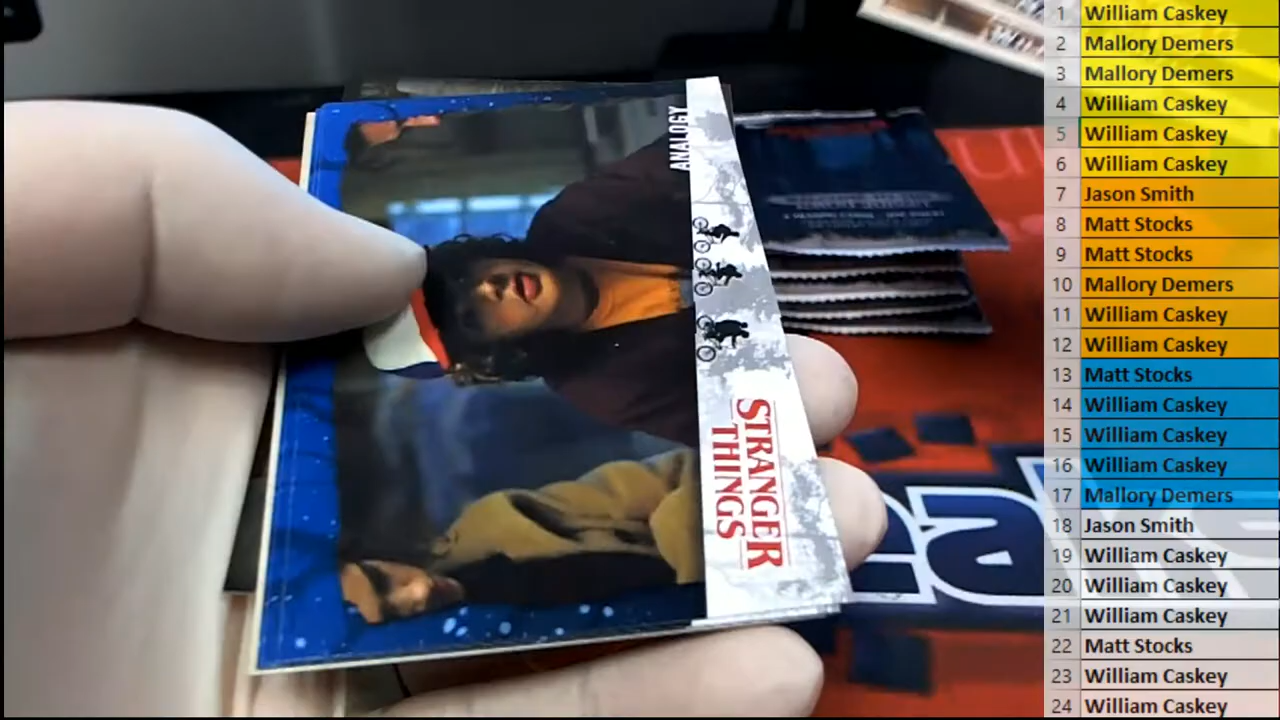 ANALOGY
STRANGER
THINGS
1 William Caskey
2 Mallory Demers
3 Mallory Demers
4 William Caskey
5 William Caskey
6 William Caskey
7 Jason Smith
8 Matt Stocks
9 Matt Stocks
10 Mallory Demers
11 William Caskey
12 William Caskey
13 Matt Stocks
14 William Caskey
15 William Caskey
16 William Caskey
17 Mallory Demers
18 Jason Smith
19 William Caskey
20 William Caskey
21 William Caskey
22 Matt Stocks
23 William Caskey
24 William Caskey